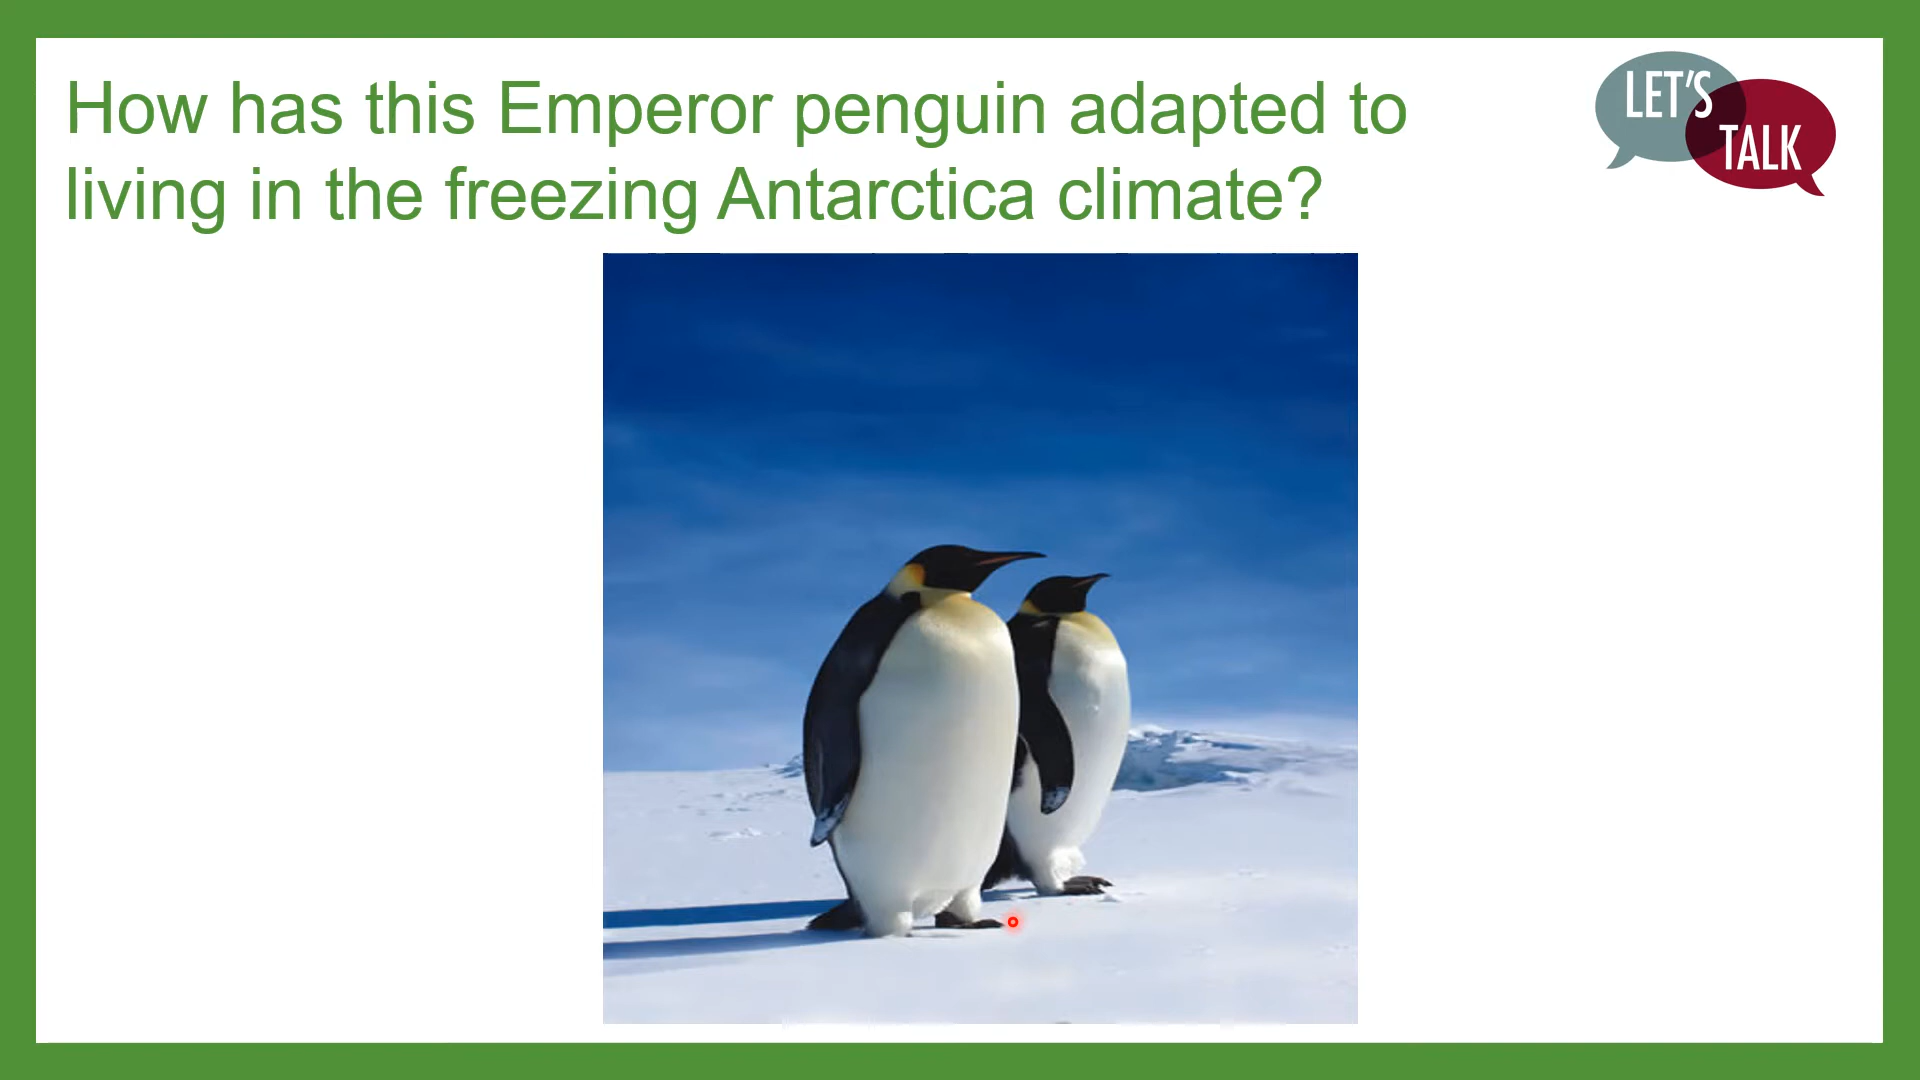 How has this Emperor penguin adapted to
living in the freezing Antarctica climate?
LET'S
TALK